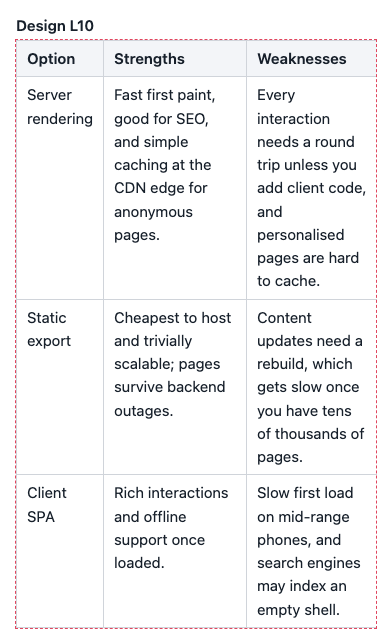 Design L10
Option Strengths Weaknesses
Server
rendering
Fast first paint,
good for SEO,
and simple
caching at the
CDN edge for
anonymous
pages.
Every
interaction
needs a round
trip unless you
add client code,
and
personalised
pages are hard
to cache.
Static
export
Cheapest to host
and trivially
scalable; pages
survive backend
outages.
Content
updates need a
rebuild, which
gets slow once
you have tens
of thousands of
pages.
Client
SPA
Rich interactions
and offline
support once
loaded.
Slow first load
on mid-range
phones, and
search engines
may index an
empty shell.